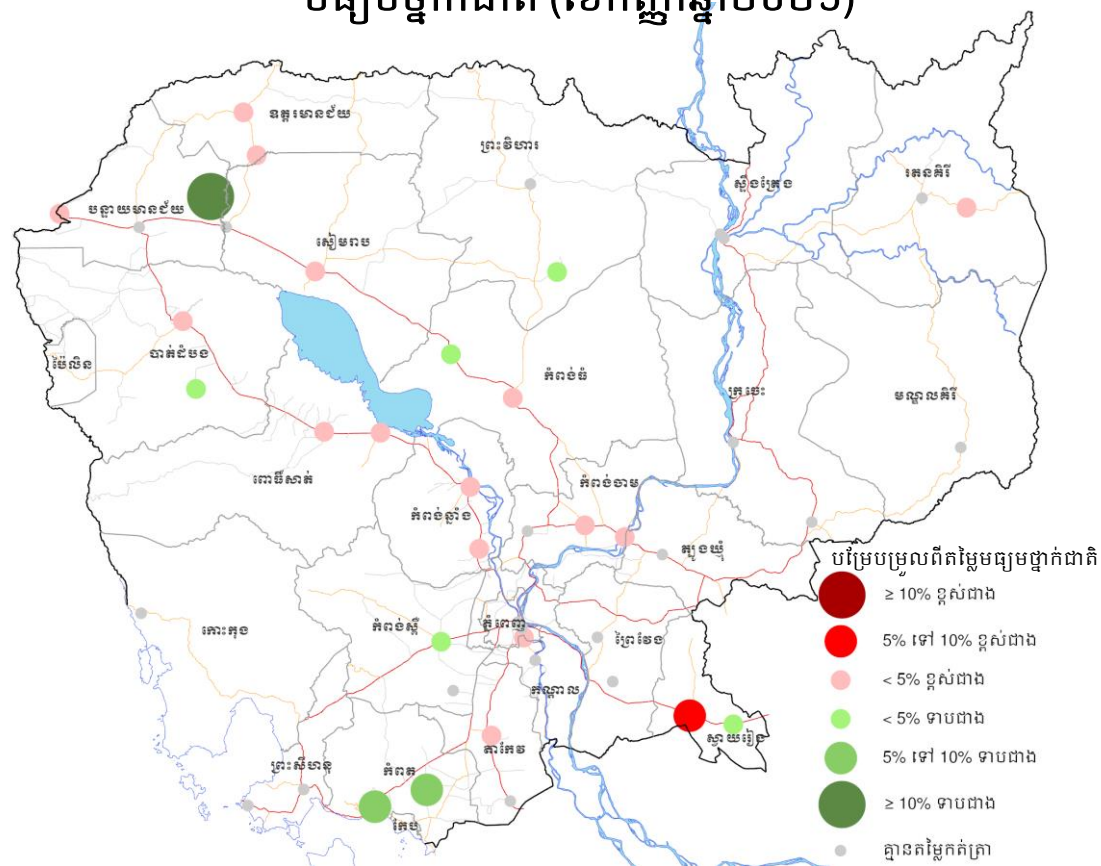 ឧត្តរមានជ័យ
ព្រះវិហារ
ស្ទឹងត្រែង
រតនគិរី
បន្ទាយមានជ័យ
សៀមរាប
ប៉ៃលិន
បាត់ដំបង
កំពង់ធំ
ក្រចេះ
មណ្ឌលគិរី
ពោធិ៍សាត់
កំពង់ចាម
កំពង់ឆ្នាំង
ត្បូងឃ្មុំ
បម្រែបម្រួលពីតម្លៃមធ្យមថ្នាក់ជាតិ
≥ 10% ខ្ពស់ជាង
កោះកុង
កំពង់ស្ពឺ
ភ្នំពេញ
ព្រៃវែង
5% ទៅ 10% ខ្ពស់ជាង
< 5% ខ្ពស់ជាង
កណ្ដាល
< 5% ទាបជាង
តាកែវ
ស្វាយរៀង
5% ទៅ 10% ទាបជាង
ព្រះសីហនុ
កំពត
≥ 10% ទាបជាង
កែប
គ្មានតម្លៃកត់ត្រា